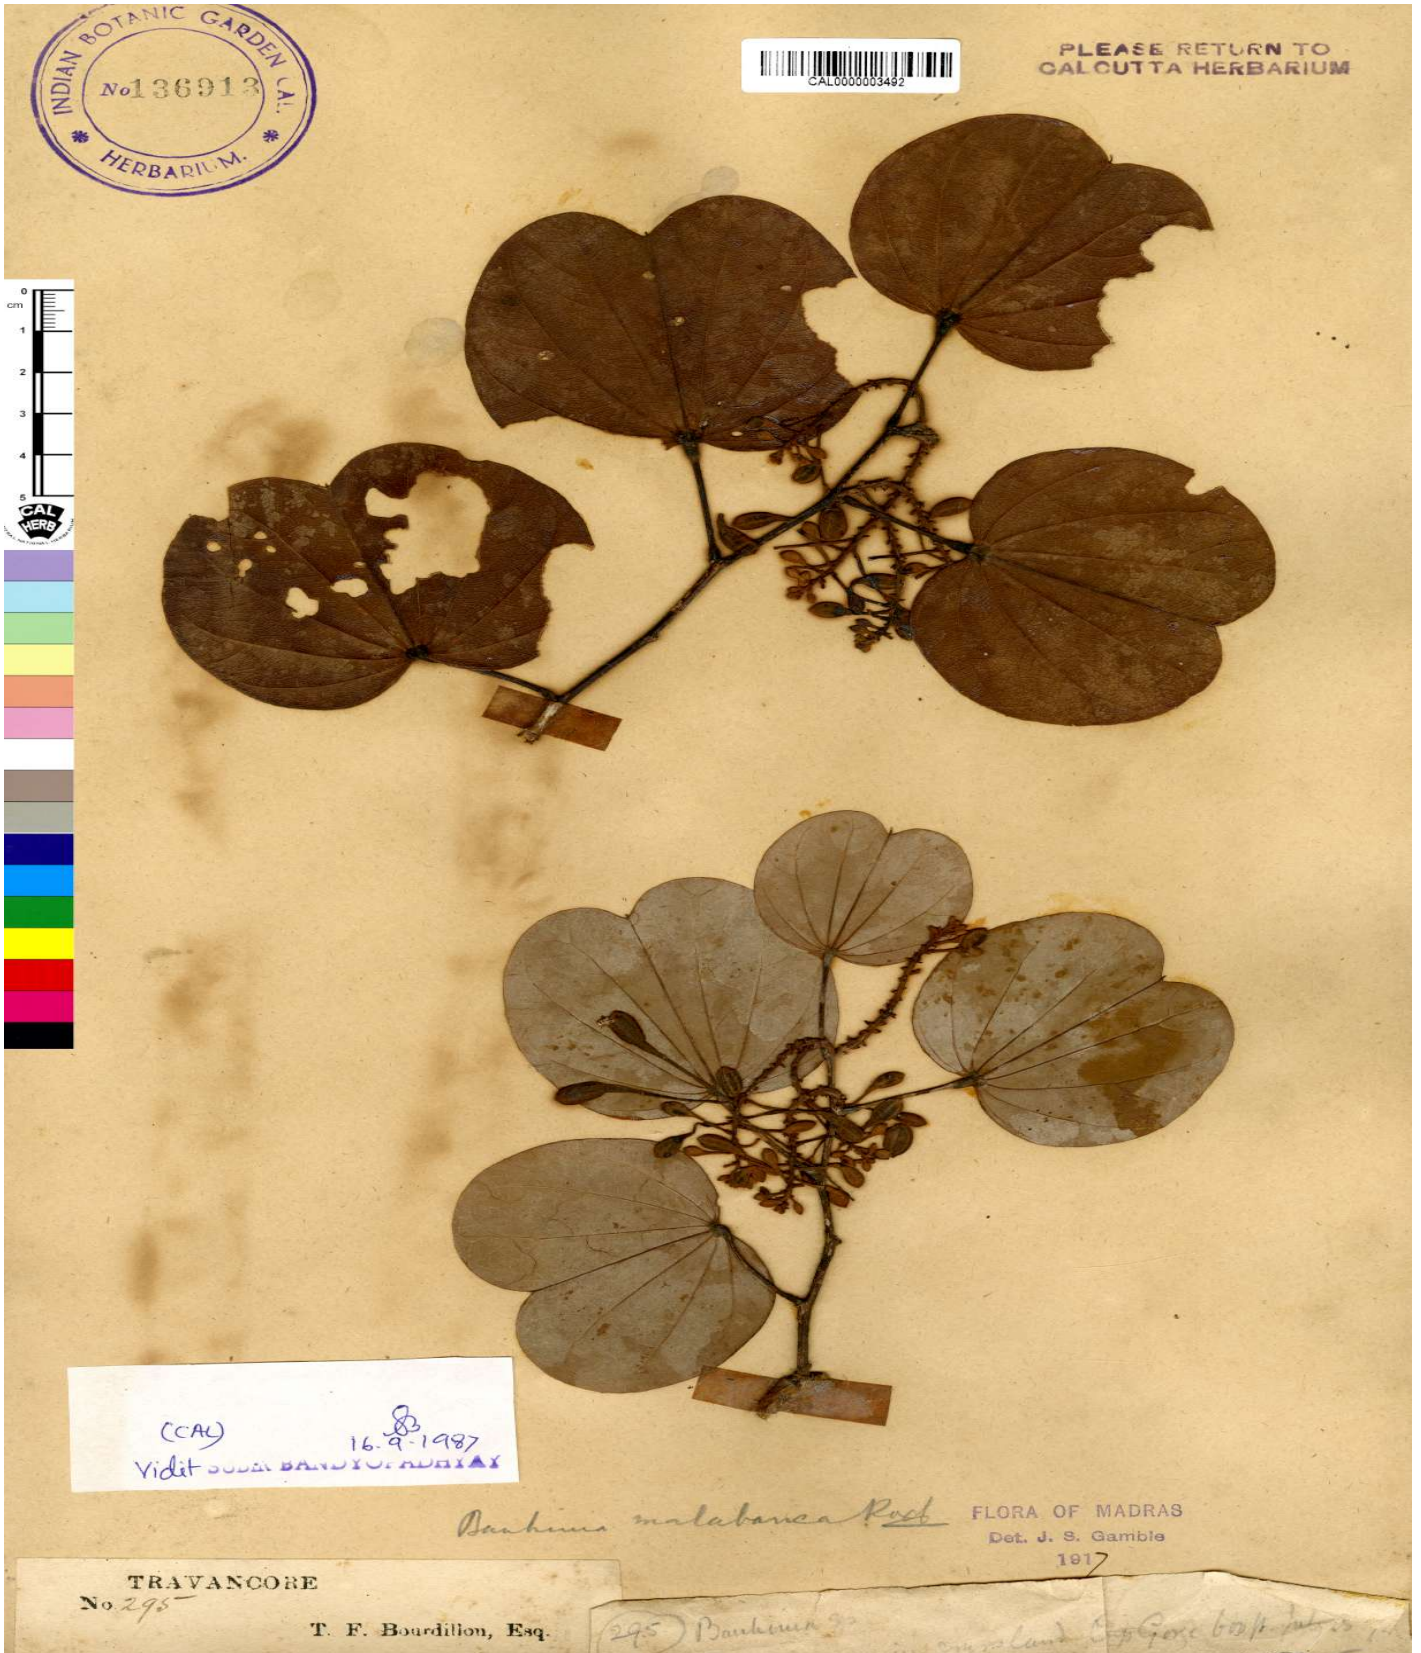 INDIAN BOTANIC GARDEN CAL.
No 136913
HERBARIUM.
CAL0000003492
PLEASE RETURN TO
CALCUTTA HERBARIUM
0
cm
1
2
3
4
5
CAL
HERB
(CAL)
16.9.1987
Vidit SUBIR BANDYOPADHYAY
Bauhinia malabarica Roxb
FLORA OF MADRAS
Det. J. S. Gamble
1917
TRAVANCORE
No. 295
T. F. Bourdillon, Esq.
(295) Bauhinia